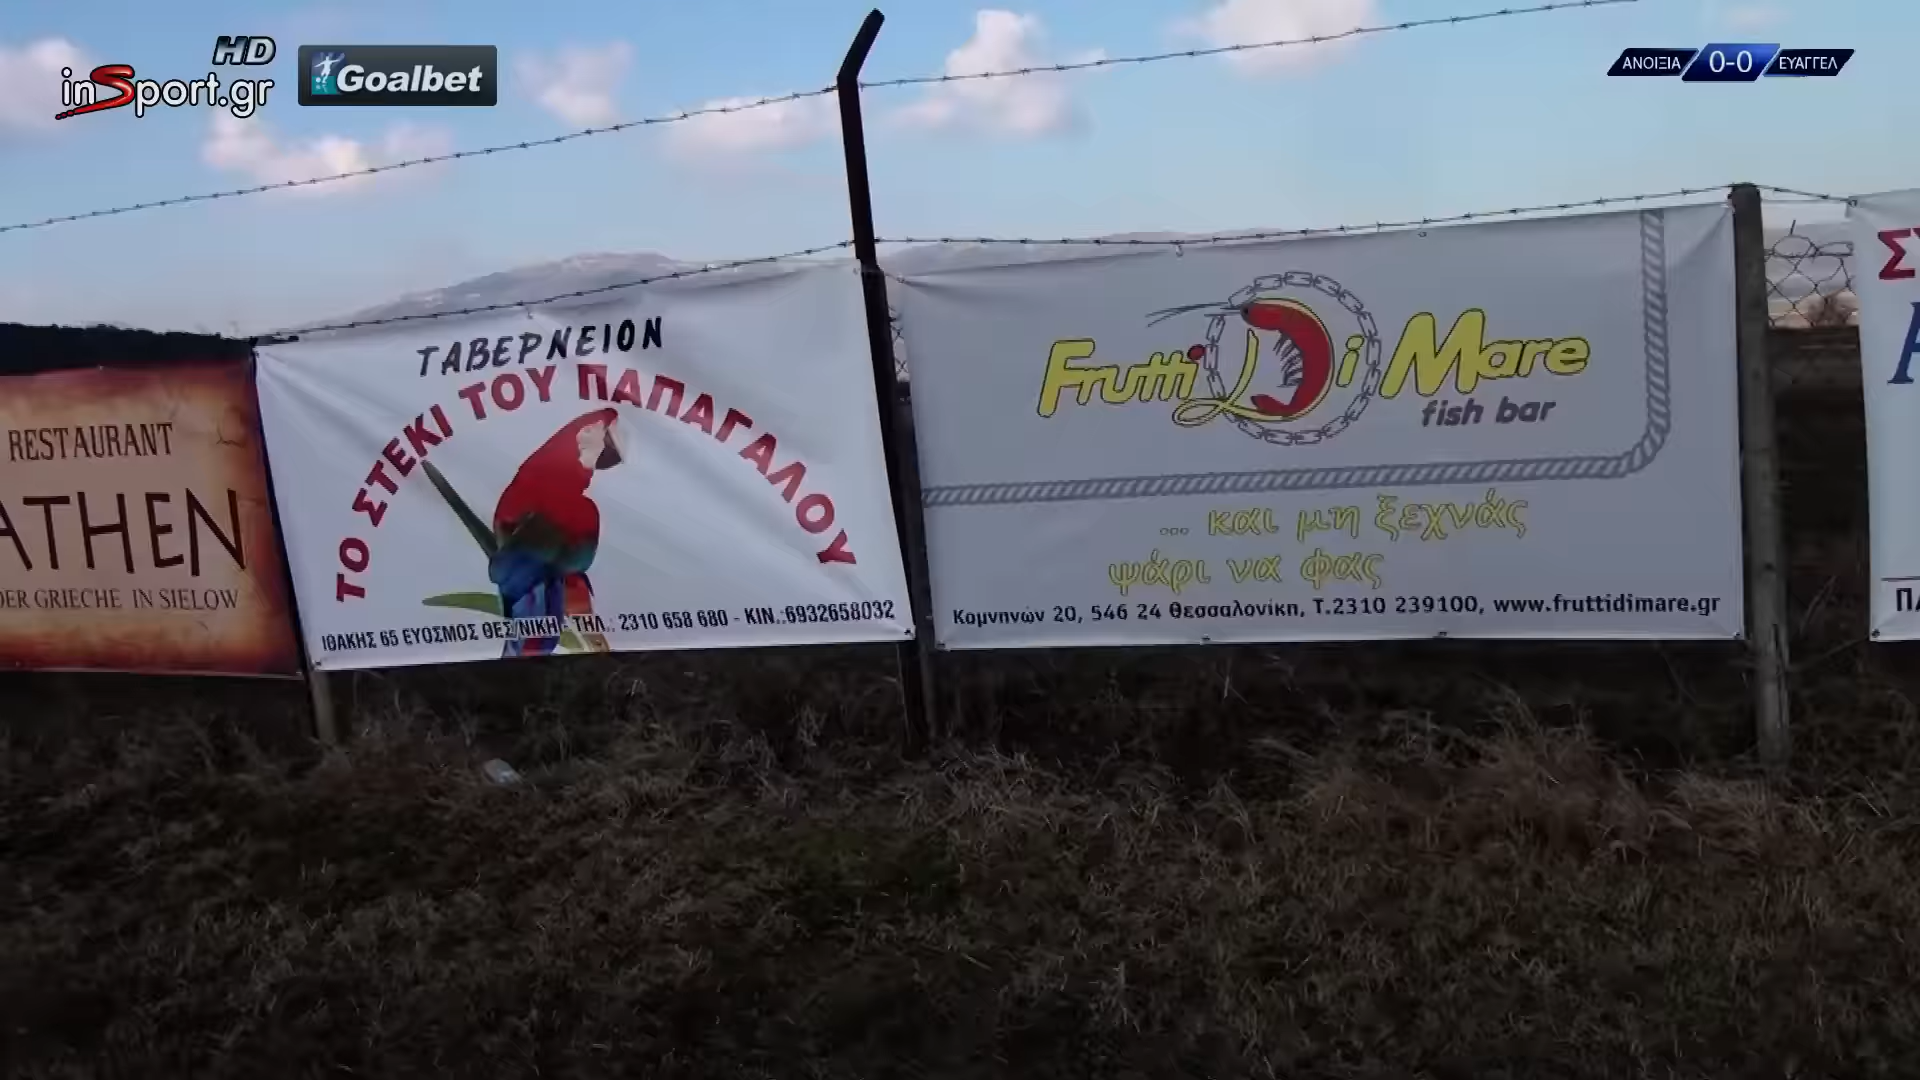 HD
inSport.gr
Goalbet
ΑΝΟΙΞΙΑ 0-0 ΕΥΑΓΓΕΛ
RESTAURANT
ATHEN
DER GRIECHE IN SIELOW
ΤΑΒΕΡΝΕΙΟΝ
ΤΟ ΣΤΕΚΙ ΤΟΥ ΠΑΠΑΓΑΛΟΥ
ΙΘΑΚΗΣ 65 ΕΥΟΣΜΟΣ ΘΕΣ/ΝΙΚΗ - ΤΗΛ.: 2310 658 680 - ΚΙΝ.:6932658032
Frutti Di Mare
fish bar
... και μη ξεχνάς
ψάρι να φας
Κομνηνών 20, 546 24 Θεσσαλονίκη, Τ.2310 239100, www.fruttidimare.gr